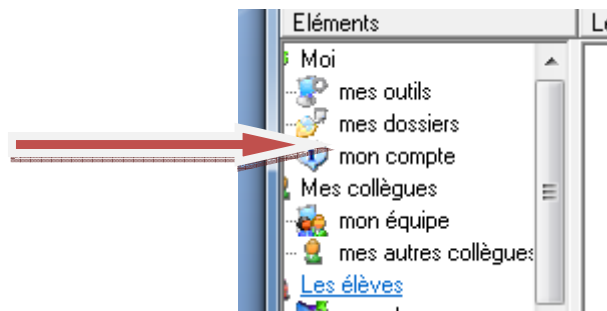 Eléments
Moi
mes outils
mes dossiers
mon compte
Mes collègues
mon équipe
mes autres collègues
Les élèves